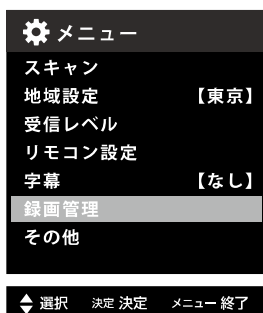 メニュー
スキャン
地域設定 【東京】
受信レベル
リモコン設定
字幕 【なし】
録画管理
その他
選択 決定 決定 メニュー 終了